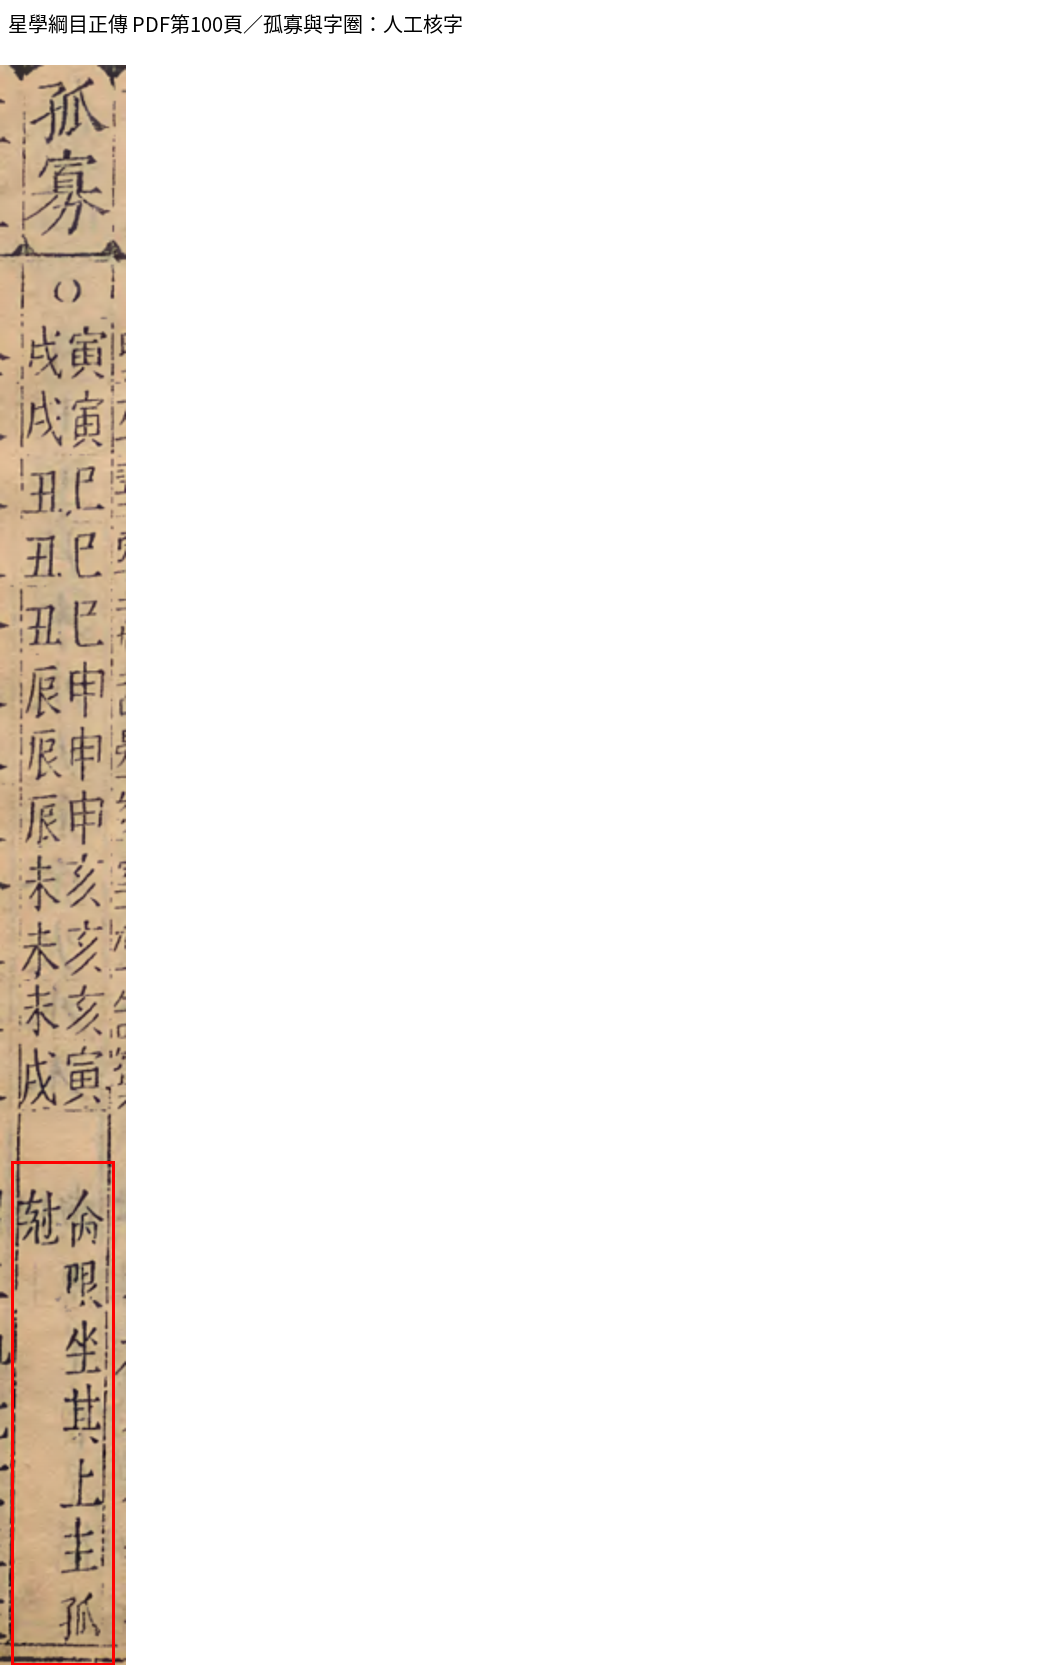 星學綱目正傳 PDF第100頁／孤寡與字圈：人工核字
孤寡
○
寅寅巳巳巳申申申亥亥亥寅
戌戌丑丑丑辰辰辰未未未戌
命限坐其上主孤
尅